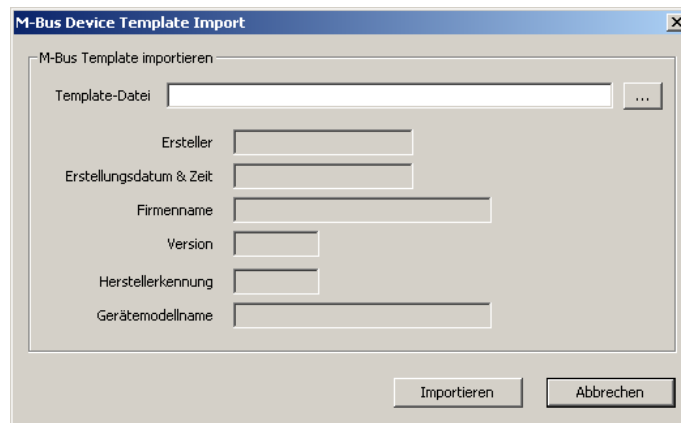 M-Bus Device Template Import
M-Bus Template importieren
Template-Datei ...
Ersteller
Erstellungsdatum & Zeit
Firmenname
Version
Herstellerkennung
Gerätemodellname
Importieren Abbrechen